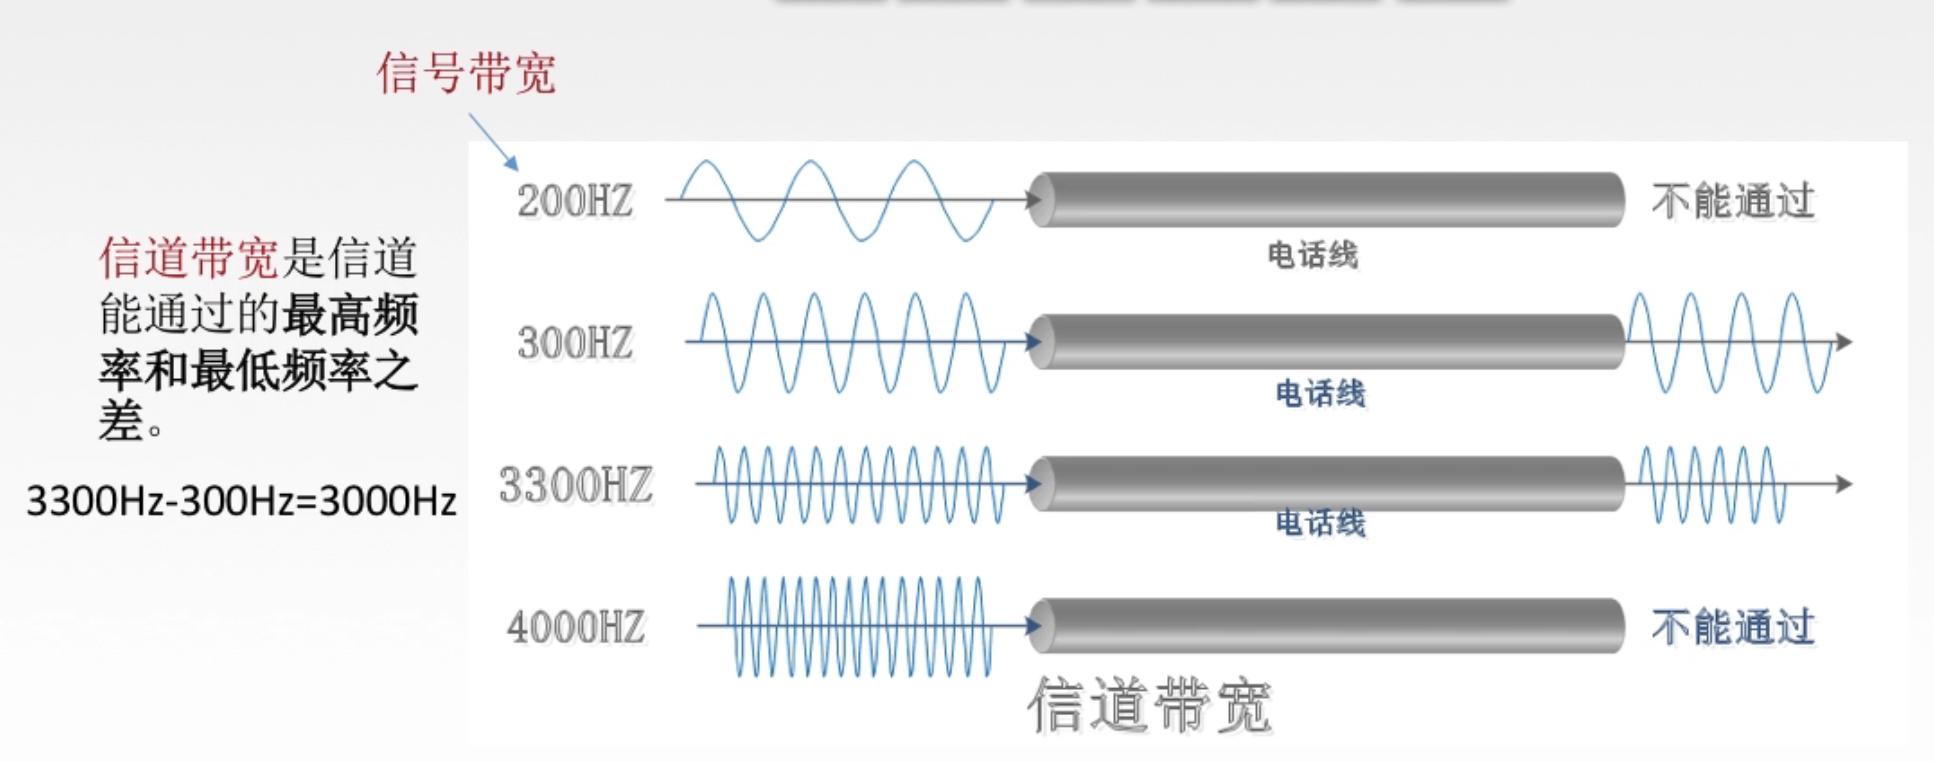 信号带宽
信道带宽是信道
能通过的最高频
率和最低频率之
差。
3300Hz-300Hz=3000Hz
200HZ
不能通过
电话线
300HZ
电话线
3300HZ
电话线
4000HZ
不能通过
信道带宽